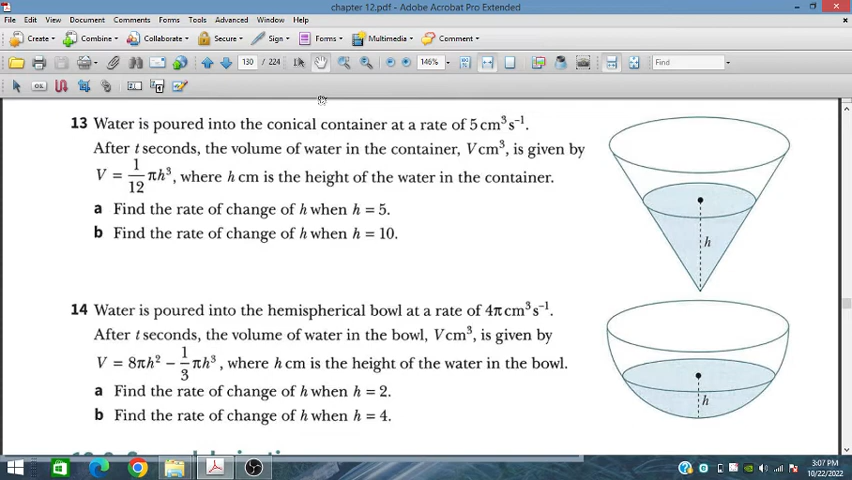 chapter 12.pdf - Adobe Acrobat Pro Extended
File Edit View Document Comments Forms Tools Advanced Window Help
Create Combine Collaborate Secure Sign Forms Multimedia Comment
130 / 224 146% Find
13 Water is poured into the conical container at a rate of 5 cm³ s⁻¹.
After t seconds, the volume of water in the container, V cm³, is given by
V = 1/12 πh³, where h cm is the height of the water in the container.
a Find the rate of change of h when h = 5.
b Find the rate of change of h when h = 10.
h
14 Water is poured into the hemispherical bowl at a rate of 4π cm³ s⁻¹.
After t seconds, the volume of water in the bowl, V cm³, is given by
V = 8πh² − 1/3 πh³, where h cm is the height of the water in the bowl.
a Find the rate of change of h when h = 2.
b Find the rate of change of h when h = 4.
h
3:07 PM
10/22/2022